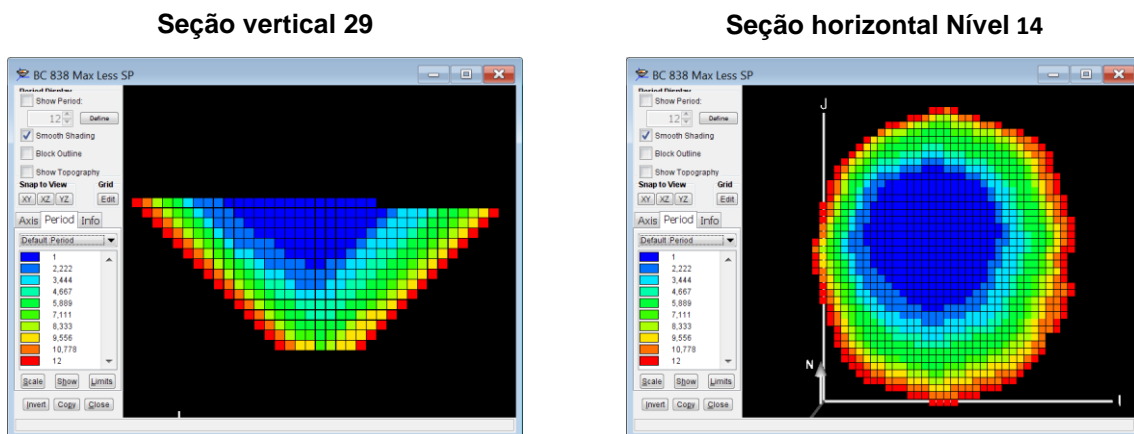 Seção vertical 29
BC 838 Max Less SP
Period Display
Show Period:
12 Define
Smooth Shading
Block Outline
Show Topography
Snap to View Grid
XY XZ YZ Edit
Axis Period Info
Default:Period
1
2,222
3,444
4,667
5,889
7,111
8,333
9,556
10,778
12
Scale Show Limits
Invert Copy Close
Seção horizontal Nível 14
BC 838 Max Less SP
Period Display
Show Period:
12 Define
Smooth Shading
Block Outline
Show Topography
Snap to View Grid
XY XZ YZ Edit
Axis Period Info
Default:Period
1
2,222
3,444
4,667
5,889
7,111
8,333
9,556
10,778
12
Scale Show Limits
Invert Copy Close
J
N
I